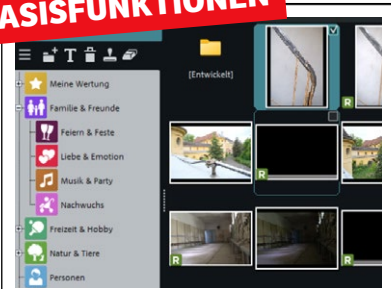 ASISFUNKTIONEN
[Entwickelt]
Meine Wertung
Familie & Freunde
Feiern & Feste
Liebe & Emotion
Musik & Party
Nachwuchs
Freizeit & Hobby
Natur & Tiere
Personen
R
R
R
R
R